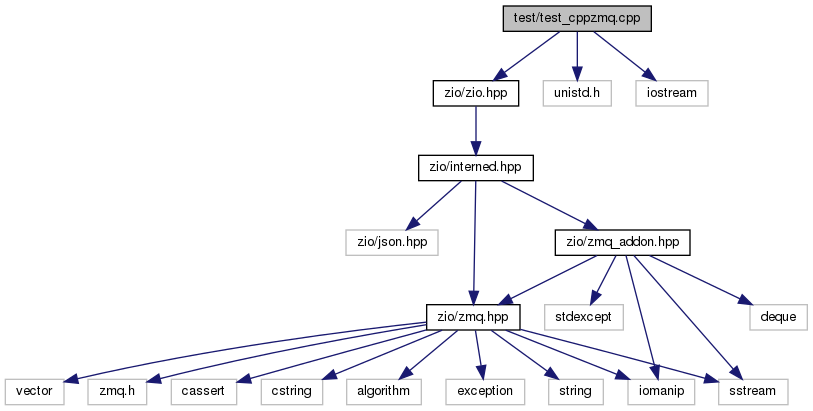 test/test_cppzmq.cpp
zio/zio.hpp
unistd.h
iostream
zio/interned.hpp
zio/json.hpp
zio/zmq_addon.hpp
zio/zmq.hpp
stdexcept
deque
vector
zmq.h
cassert
cstring
algorithm
exception
string
iomanip
sstream